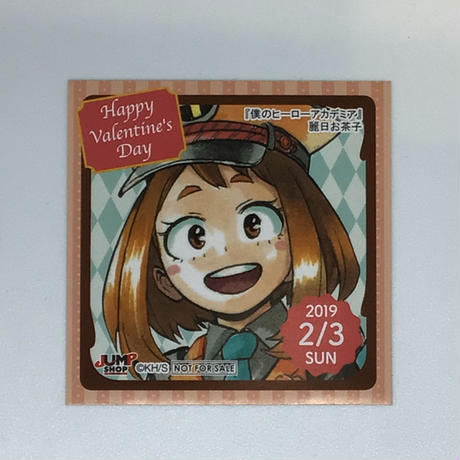 Happy
Valentine's
Day
『僕のヒーローアカデミア』
麗日お茶子
2019
2/3
SUN
JUMP
SHOP
©KH/S NOT FOR SALE